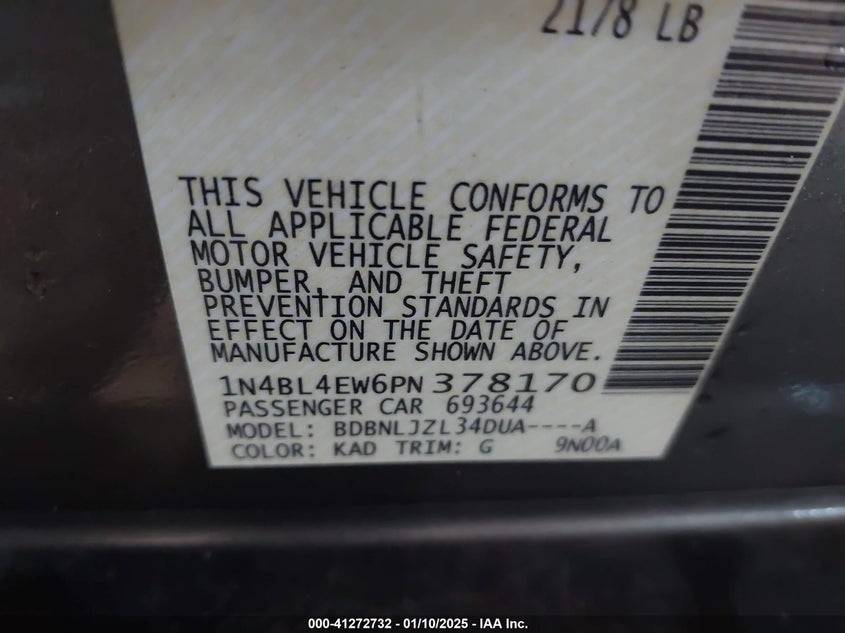 2178 LB
THIS VEHICLE CONFORMS TO
ALL APPLICABLE FEDERAL
MOTOR VEHICLE SAFETY,
BUMPER, AND THEFT
PREVENTION STANDARDS IN
EFFECT ON THE DATE OF
MANUFACTURE SHOWN ABOVE.
1N4BL4EW6PN378170
PASSENGER CAR 693644
MODEL: BDBNLJZL34DUA----A
COLOR: KAD TRIM: G 9N00A
000-41272732 - 01/10/2025 - IAA Inc.